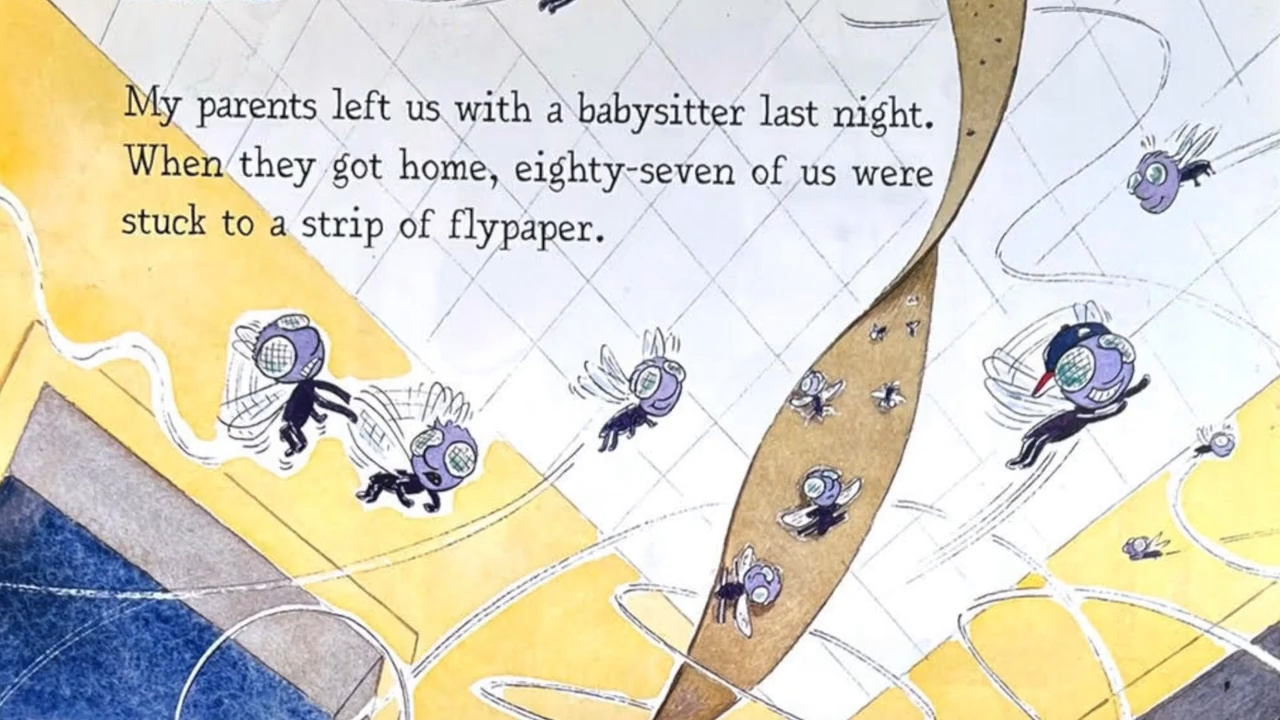 My parents left us with a babysitter last night.
When they got home, eighty-seven of us were
stuck to a strip of flypaper.